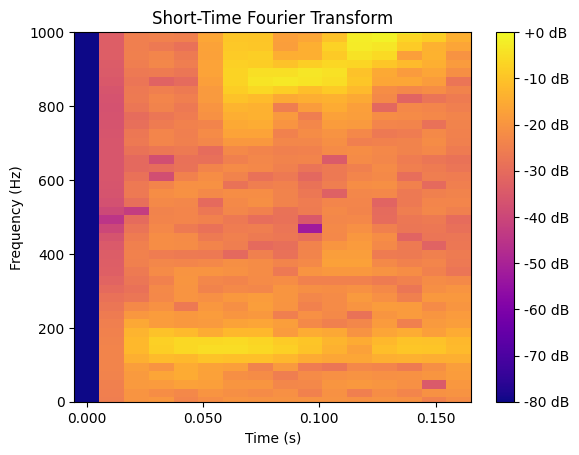 Short-Time Fourier Transform
1000
800
600
400
200
0
Frequency (Hz)
0.000
0.050
0.100
0.150
Time (s)
+0 dB
-10 dB
-20 dB
-30 dB
-40 dB
-50 dB
-60 dB
-70 dB
-80 dB